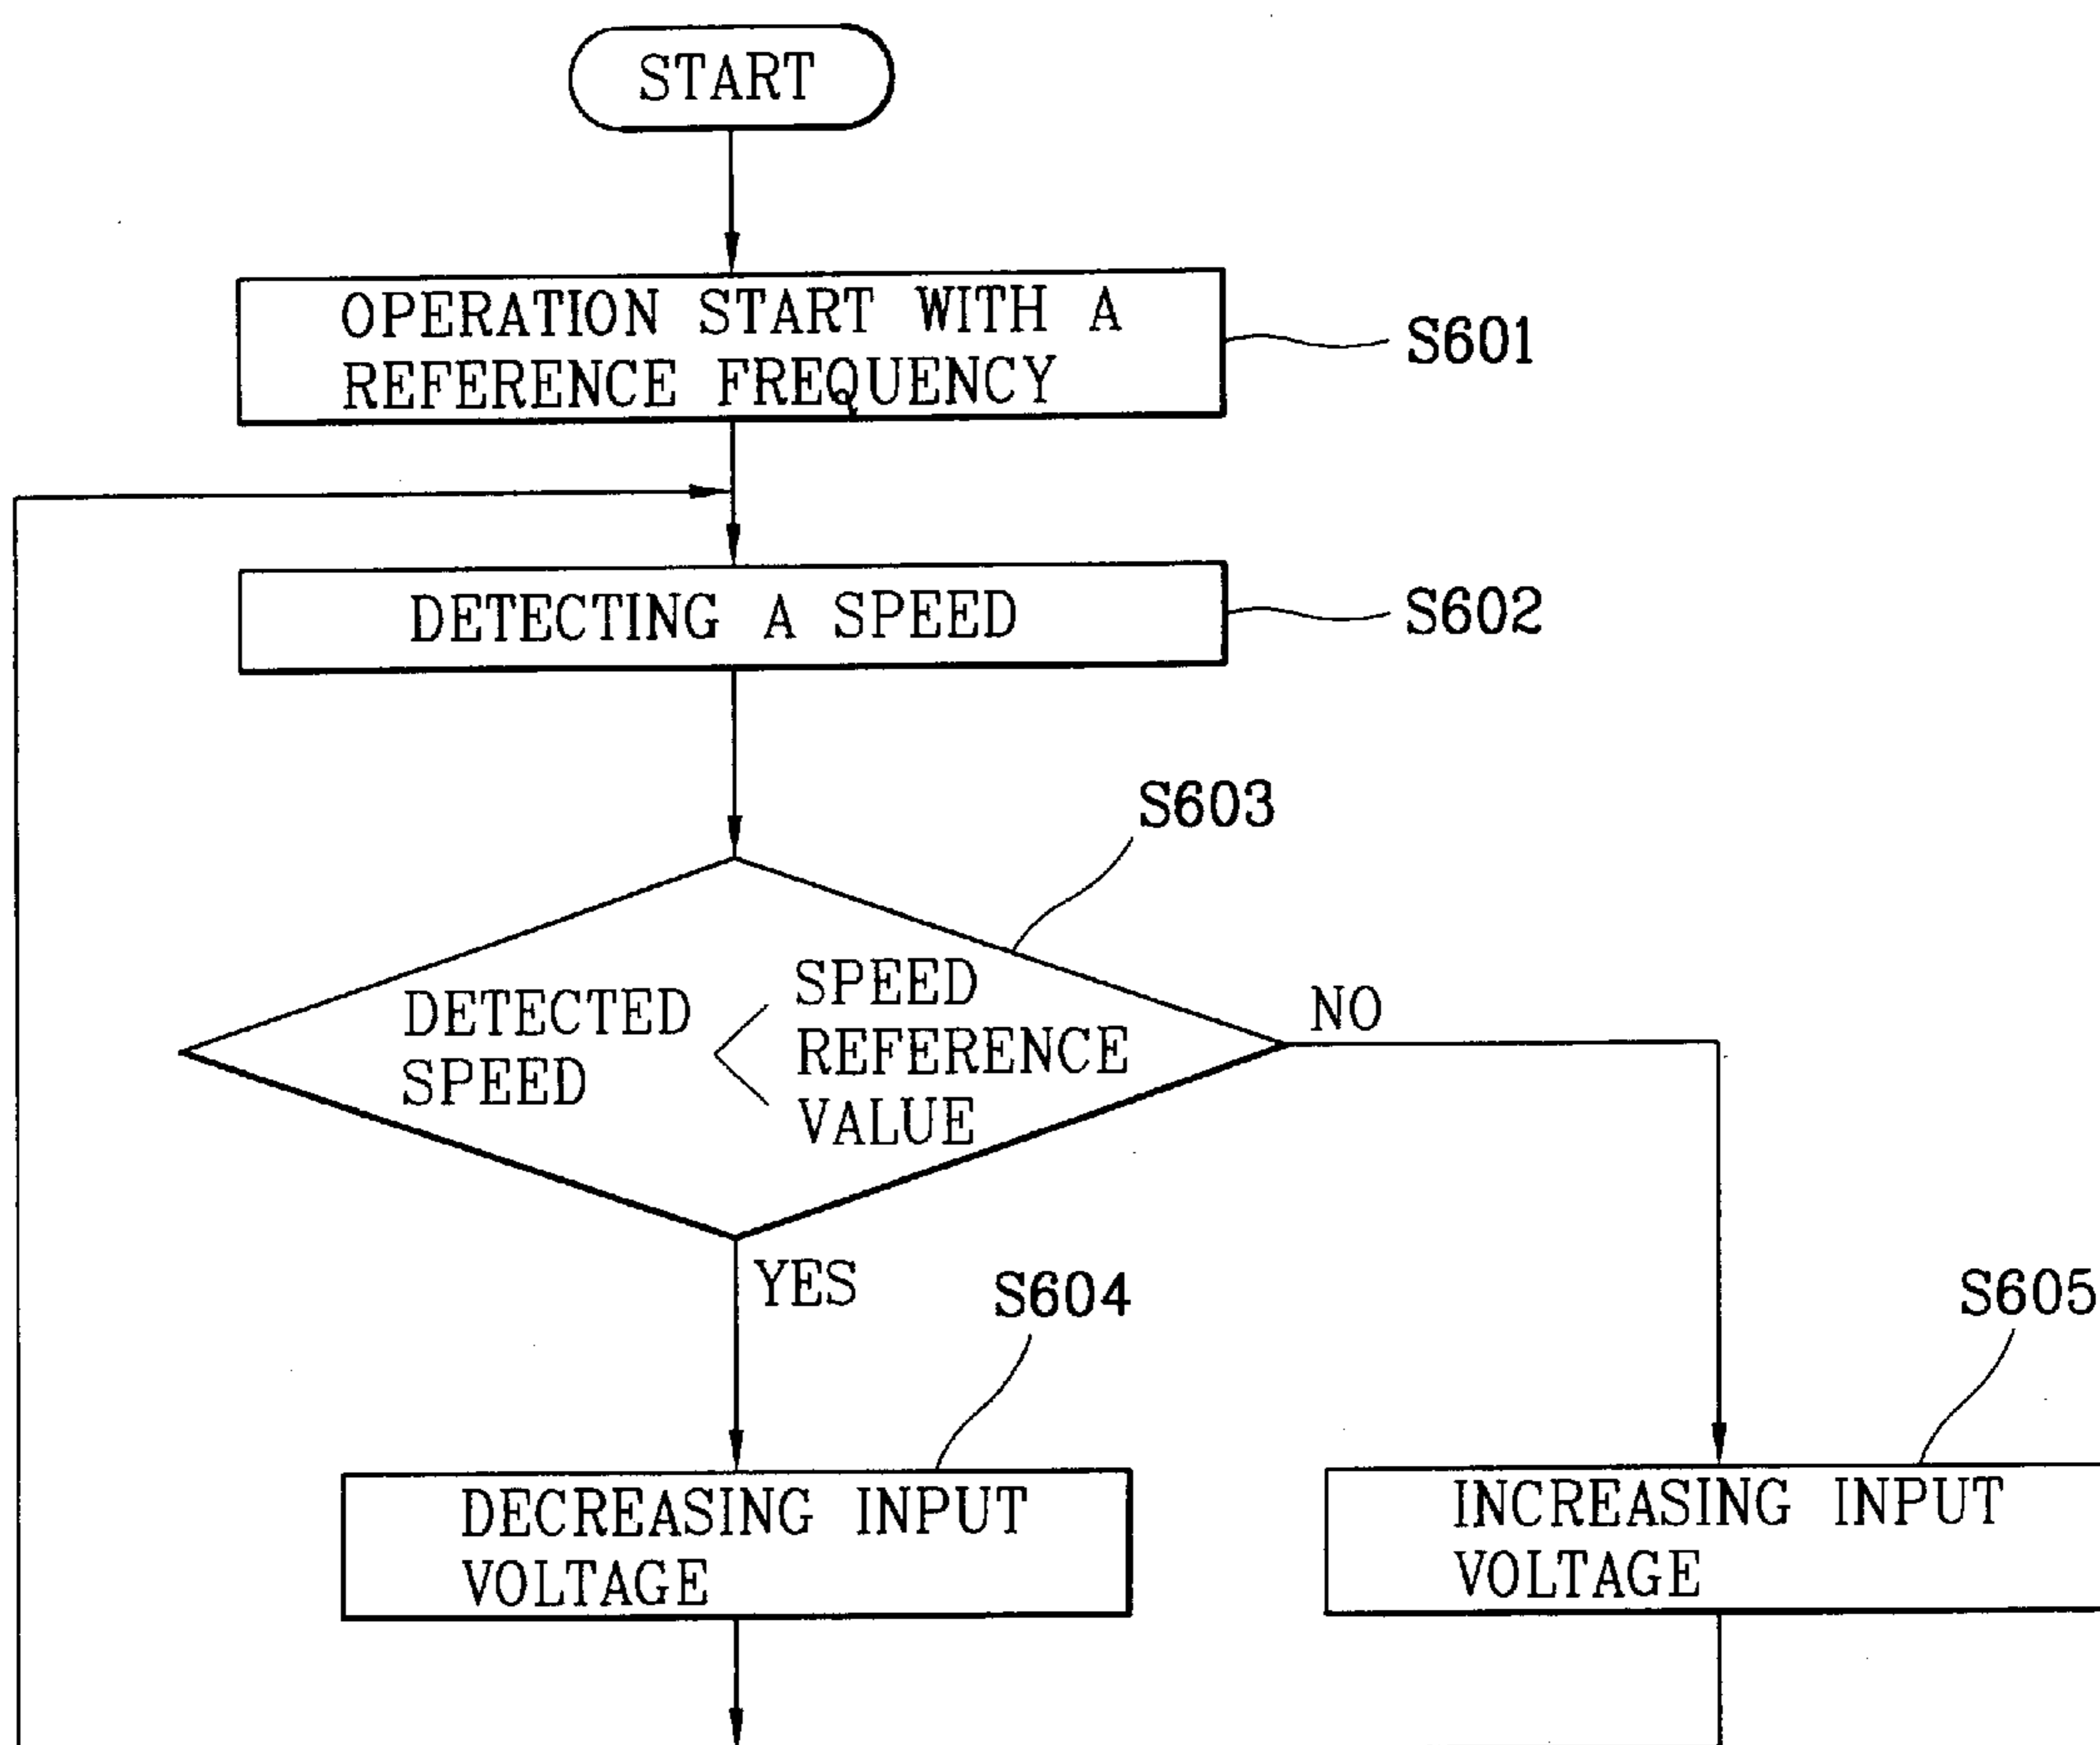 START
OPERATION START WITH A
REFERENCE FREQUENCY
S601
DETECTING A SPEED
S602
S603
DETECTED
SPEED
<
SPEED
REFERENCE
VALUE
NO
YES
S604
S605
DECREASING INPUT
VOLTAGE
INCREASING INPUT
VOLTAGE